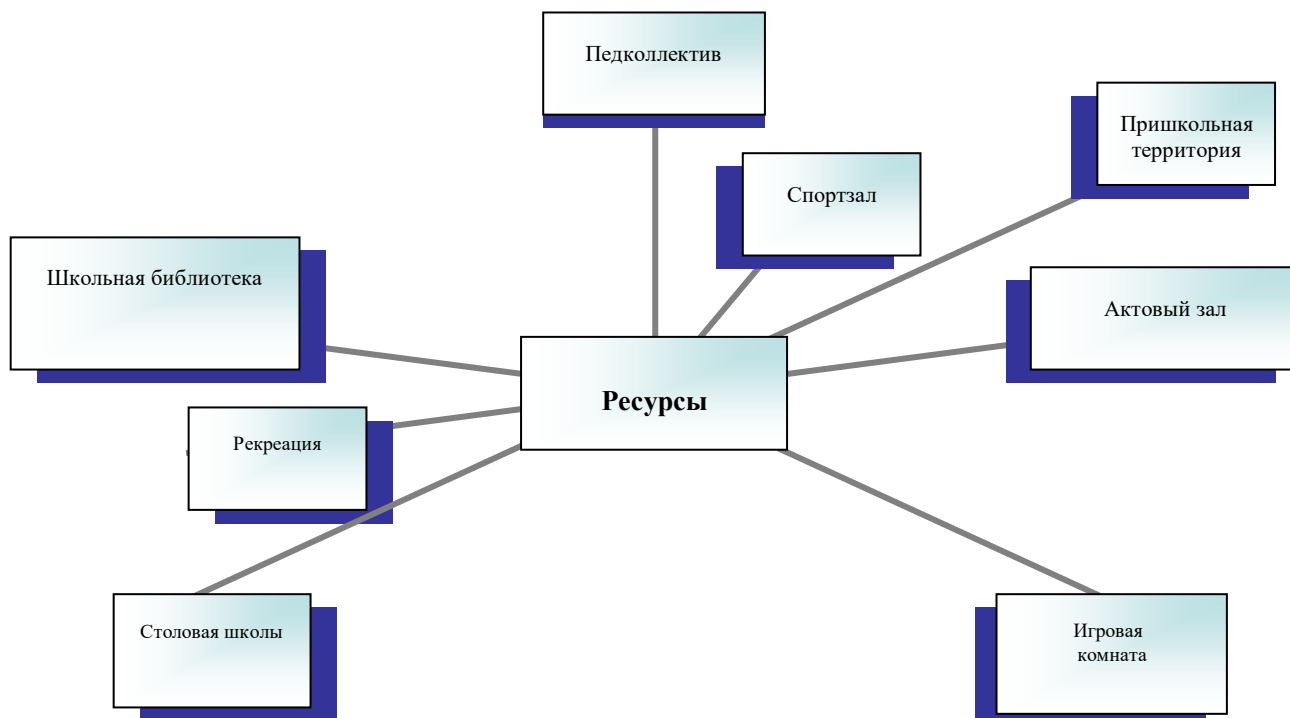 Педколлектив
Пришкольная
территория
Спортзал
Школьная библиотека
Актовый зал
Ресурсы
Рекреация
Столовая школы
Игровая
комната